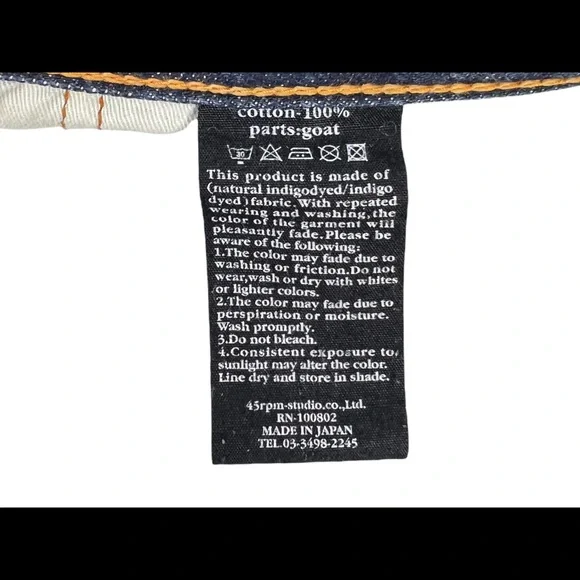 cotton-100%
parts:goat
30
This product is made of
(natural indigodyed/indigo
dyed)fabric.With repeated
wearing and washing,the
color of the garment will
pleasantly fade.Please be
aware of the following:
1.The color may fade due to
washing or friction.Do not
wear,wash or dry with whites
or lighter colors.
2.The color may fade due to
perspiration or moisture.
Wash promptly.
3.Do not bleach.
4.Consistent exposure to
sunlight may alter the color.
Line dry and store in shade.
45rpm-studio.co.,Ltd.
RN-100802
MADE IN JAPAN
TEL.03-3498-2245